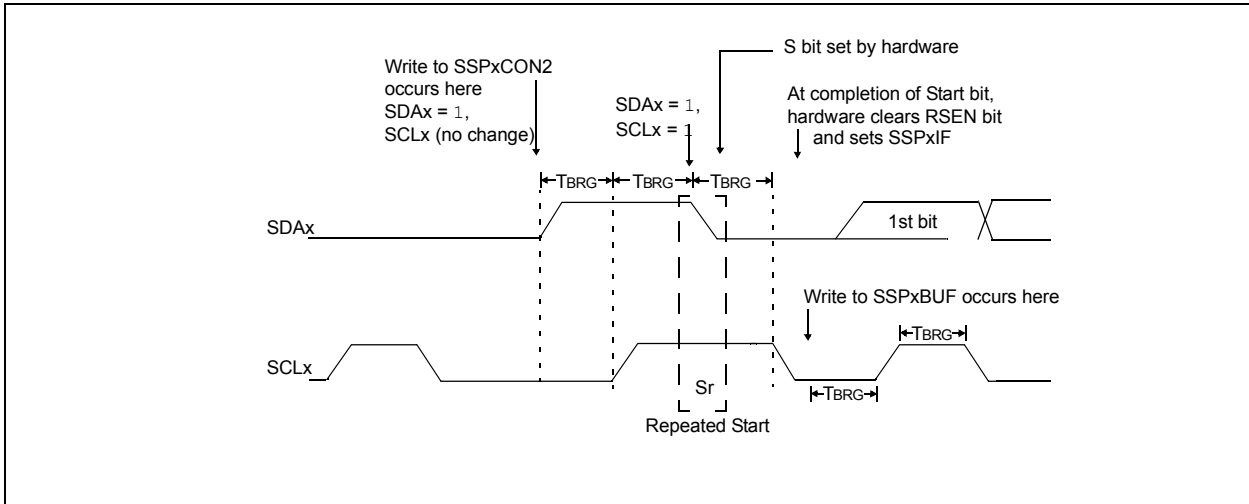 S bit set by hardware
Write to SSPxCON2
occurs here
SDAx = 1,
SCLx (no change)
SDAx = 1,
SCLx = 1
At completion of Start bit,
hardware clears RSEN bit
and sets SSPxIF
TBRG TBRG TBRG
SDAx
1st bit
Write to SSPxBUF occurs here
TBRG
SCLx
Sr
TBRG
Repeated Start